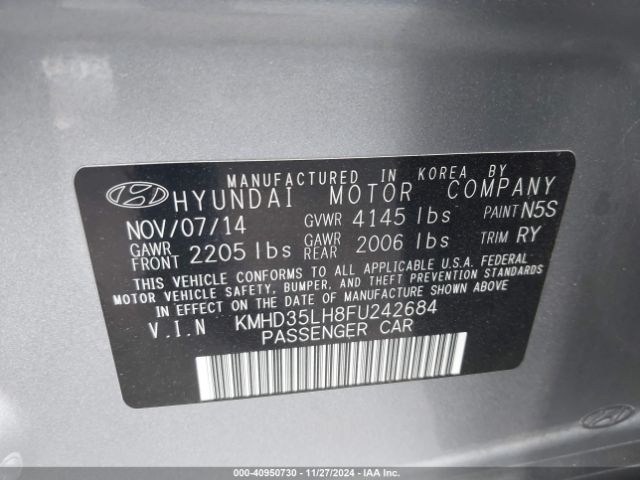 MANUFACTURED IN KOREA BY
HYUNDAI MOTOR COMPANY
NOV/07/14 GVWR 4145 lbs PAINT N5S
GAWR FRONT 2205 lbs GAWR REAR 2006 lbs TRIM RY
THIS VEHICLE CONFORMS TO ALL APPLICABLE U.S.A. FEDERAL
MOTOR VEHICLE SAFETY, BUMPER, AND THEFT PREVENTION STANDARDS
IN EFFECT ON THE DATE OF MANUFACTURE SHOWN ABOVE.
V.I.N KMHD35LH8FU242684
PASSENGER CAR
000-40950730 - 11/27/2024 - IAA Inc.